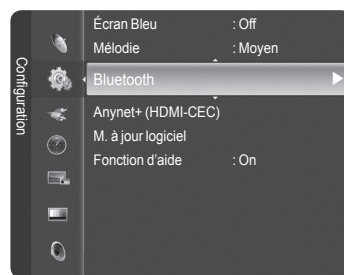 Configuration
Écran Bleu : Off
Mélodie : Moyen
Bluetooth
Anynet+ (HDMI-CEC)
M. à jour logiciel
Fonction d'aide : On